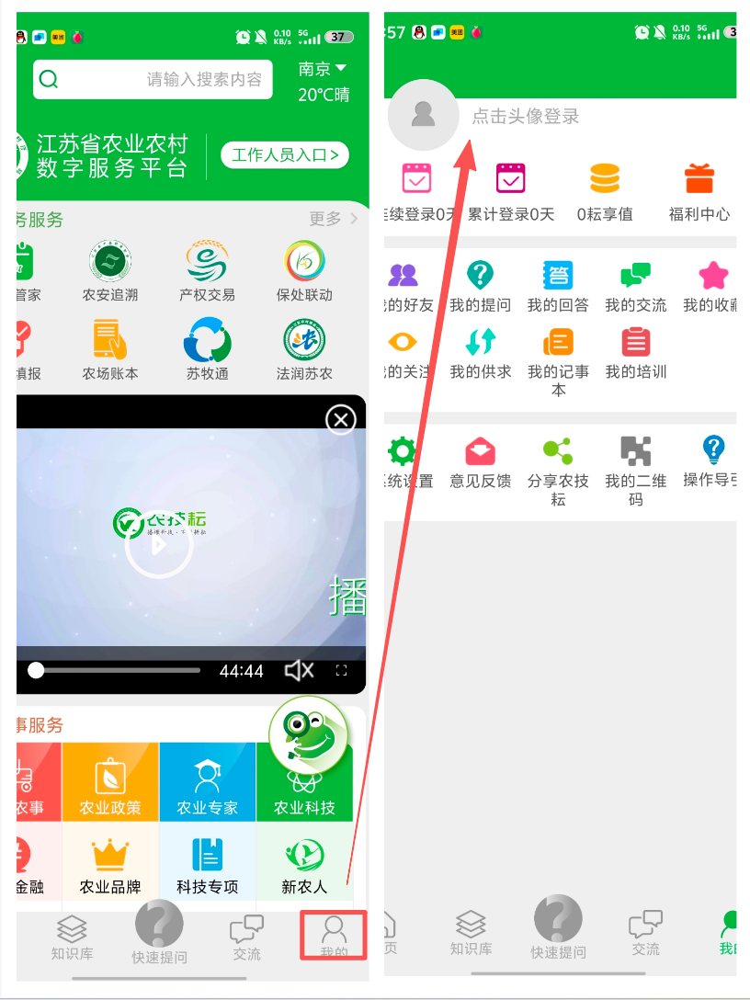 0.10
KB/s
5G
37
请输入搜索内容
南京
20℃晴
江苏省农业农村
数字服务平台
工作人员入口>
务服务
更多 >
管家
农安追溯
产权交易
保处联动
填报
农场账本
苏牧通
法润苏农
农技耘
播
44:44
事服务
农事
农业政策
农业专家
农业科技
金融
农业品牌
科技专项
新农人
知识库
快速提问
交流
我的
:57
0.10
KB/s
5G
3
点击头像登录
连续登录0天
累计登录0天
0耘享值
福利中心
我的好友
我的提问
我的回答
我的交流
我的收藏
我的关注
我的供求
我的记事
本
我的培训
系统设置
意见反馈
分享农技
耘
我的二维
码
操作导引
页
知识库
快速提问
交流
我的